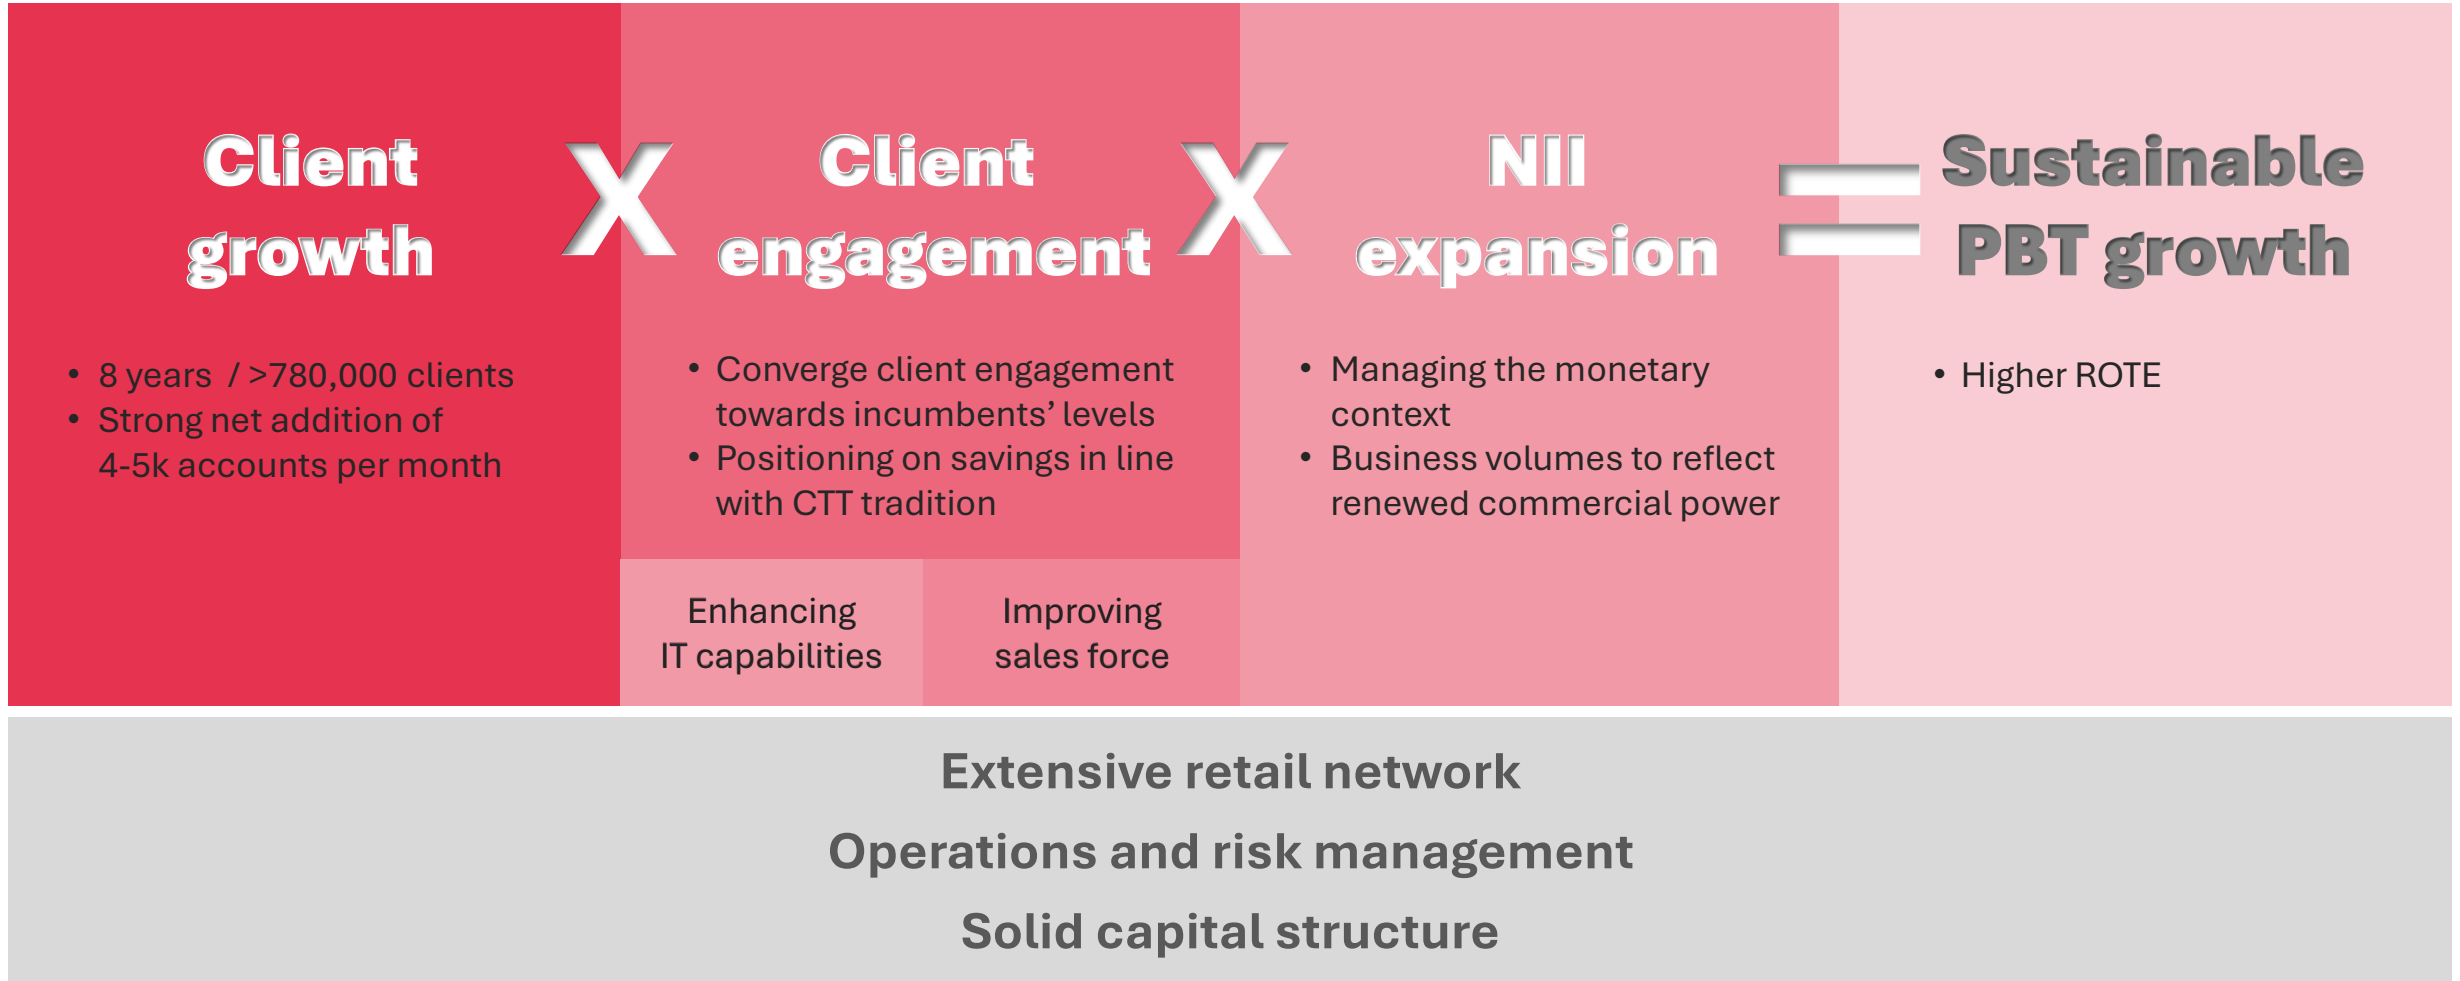 Client
growth
X
Client
engagement
X
NII
expansion
=
Sustainable
PBT growth
• 8 years / >780,000 clients
• Strong net addition of
4-5k accounts per month
• Converge client engagement
towards incumbents’ levels
• Positioning on savings in line
with CTT tradition
• Managing the monetary
context
• Business volumes to reflect
renewed commercial power
• Higher ROTE
Enhancing
IT capabilities
Improving
sales force
Extensive retail network
Operations and risk management
Solid capital structure